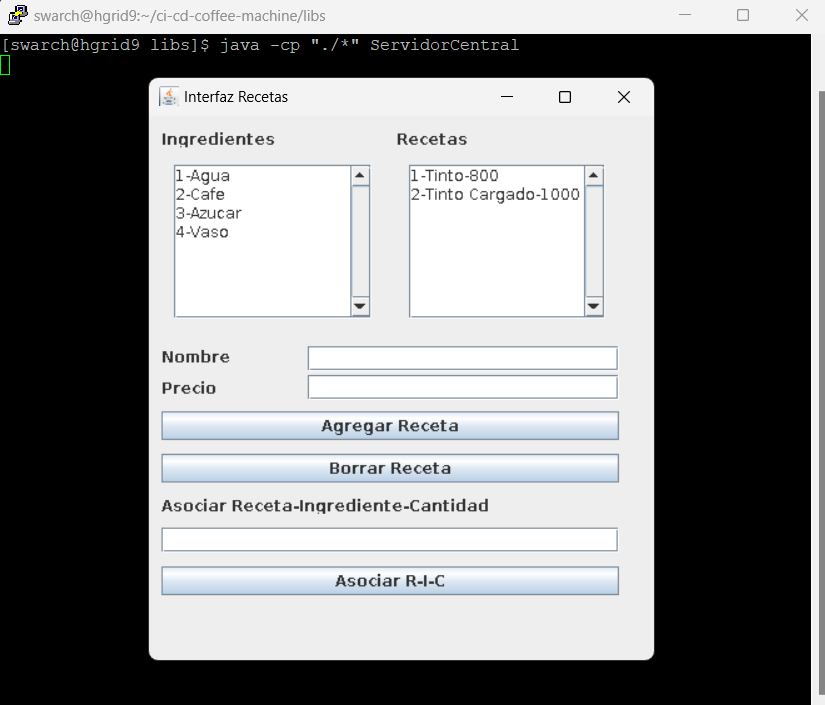 swarch@hgrid9:~/ci-cd-coffee-machine/libs
[swarch@hgrid9 libs]$ java -cp "./*" ServidorCentral
Interfaz Recetas
Ingredientes
1-Agua
2-Cafe
3-Azucar
4-Vaso
Recetas
1-Tinto-800
2-Tinto Cargado-1000
Nombre
Precio
Agregar Receta
Borrar Receta
Asociar Receta-Ingrediente-Cantidad
Asociar R-I-C